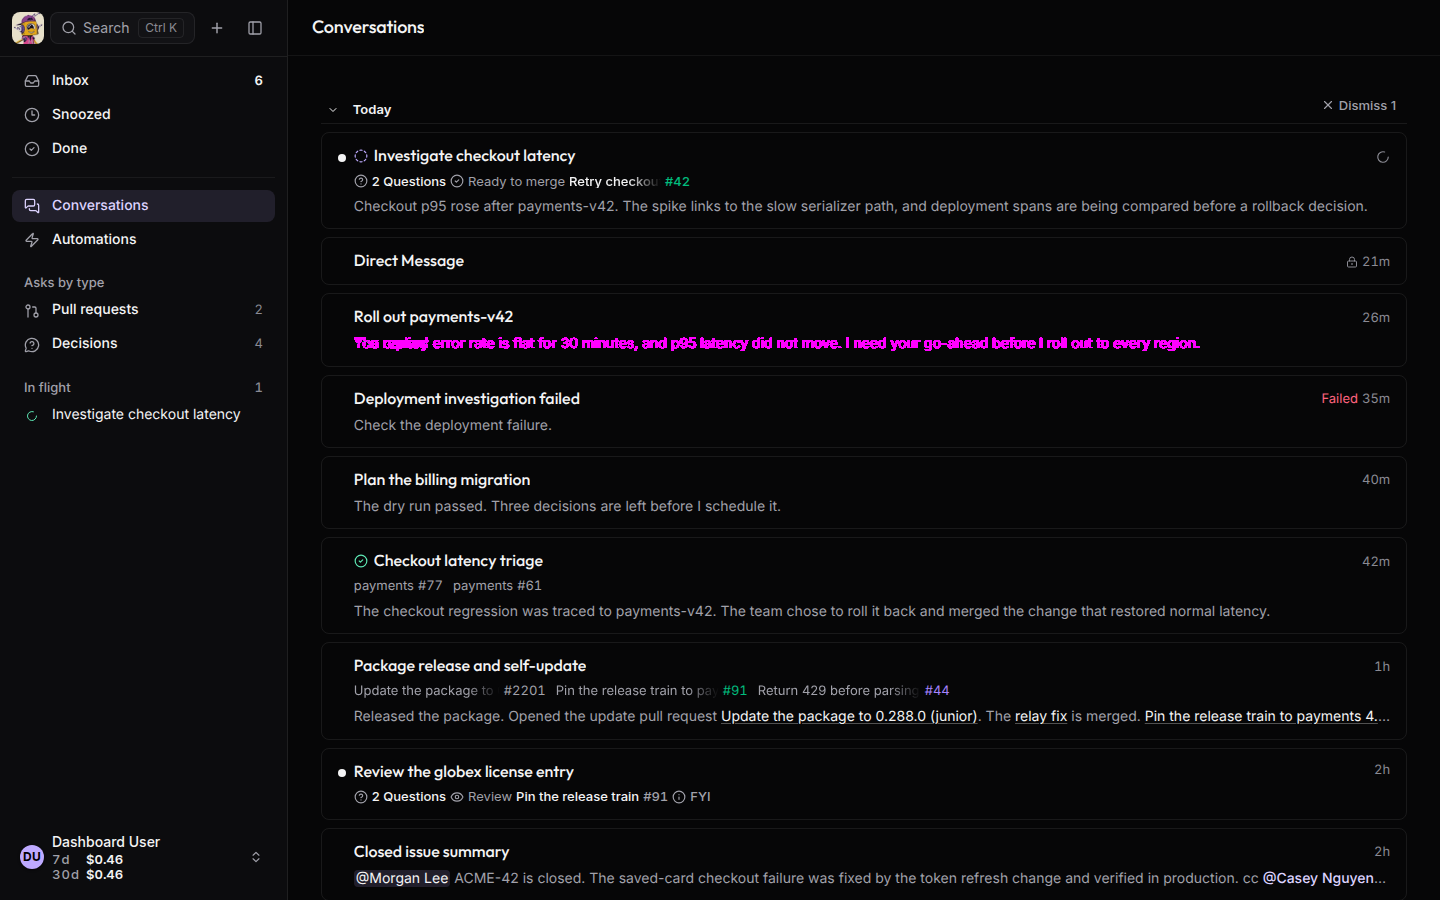 Search Ctrl K
Conversations
Inbox 6
Snoozed
Done
Conversations
Automations
Asks by type
Pull requests 2
Decisions 4
In flight 1
Investigate checkout latency
Dashboard User
DU
7d $0.46
30d $0.46
Today
Dismiss 1
Investigate checkout latency
2 Questions Ready to merge Retry checkou #42
Checkout p95 rose after payments-v42. The spike links to the slow serializer path, and deployment spans are being compared before a rollback decision.
Direct Message 21m
Roll out payments-v42 26m
error rate is flat for 30 minutes, and p95 latency did not move. I need your go-ahead before I roll out to every region.
Deployment investigation failed Failed 35m
Check the deployment failure.
Plan the billing migration 40m
The dry run passed. Three decisions are left before I schedule it.
Checkout latency triage 42m
payments #77 payments #61
The checkout regression was traced to payments-v42. The team chose to roll it back and merged the change that restored normal latency.
Package release and self-update 1h
Update the package to #2201 Pin the release train to pay #91 Return 429 before parsing #44
Released the package. Opened the update pull request Update the package to 0.288.0 (junior). The relay fix is merged. Pin the release train to payments 4....
Review the globex license entry 2h
2 Questions Review Pin the release train #91 FYI
Closed issue summary 2h
@Morgan Lee ACME-42 is closed. The saved-card checkout failure was fixed by the token refresh change and verified in production. cc @Casey Nguyen...